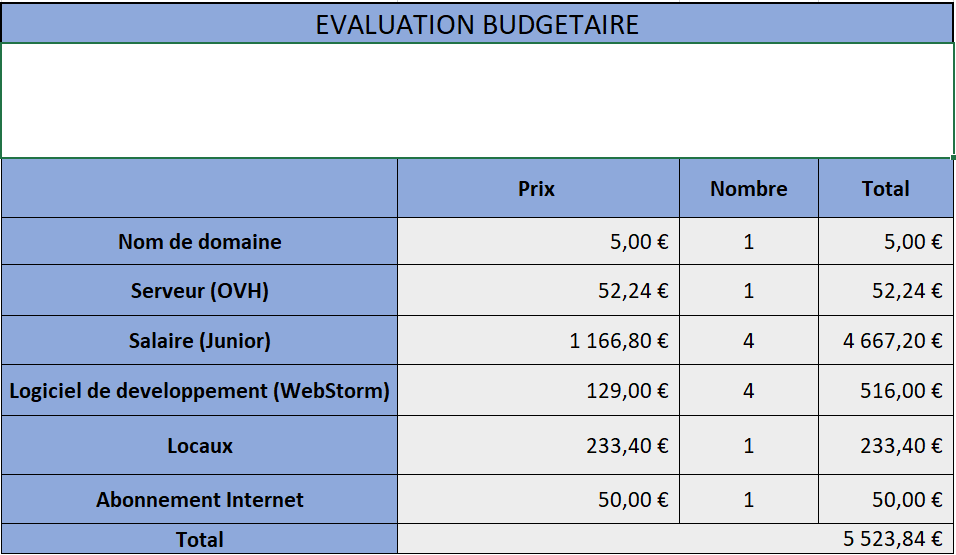 EVALUATION BUDGETAIRE
Prix Nombre Total
Nom de domaine 5,00 € 1 5,00 €
Serveur (OVH) 52,24 € 1 52,24 €
Salaire (Junior) 1 166,80 € 4 4 667,20 €
Logiciel de developpement (WebStorm) 129,00 € 4 516,00 €
Locaux 233,40 € 1 233,40 €
Abonnement Internet 50,00 € 1 50,00 €
Total 5 523,84 €